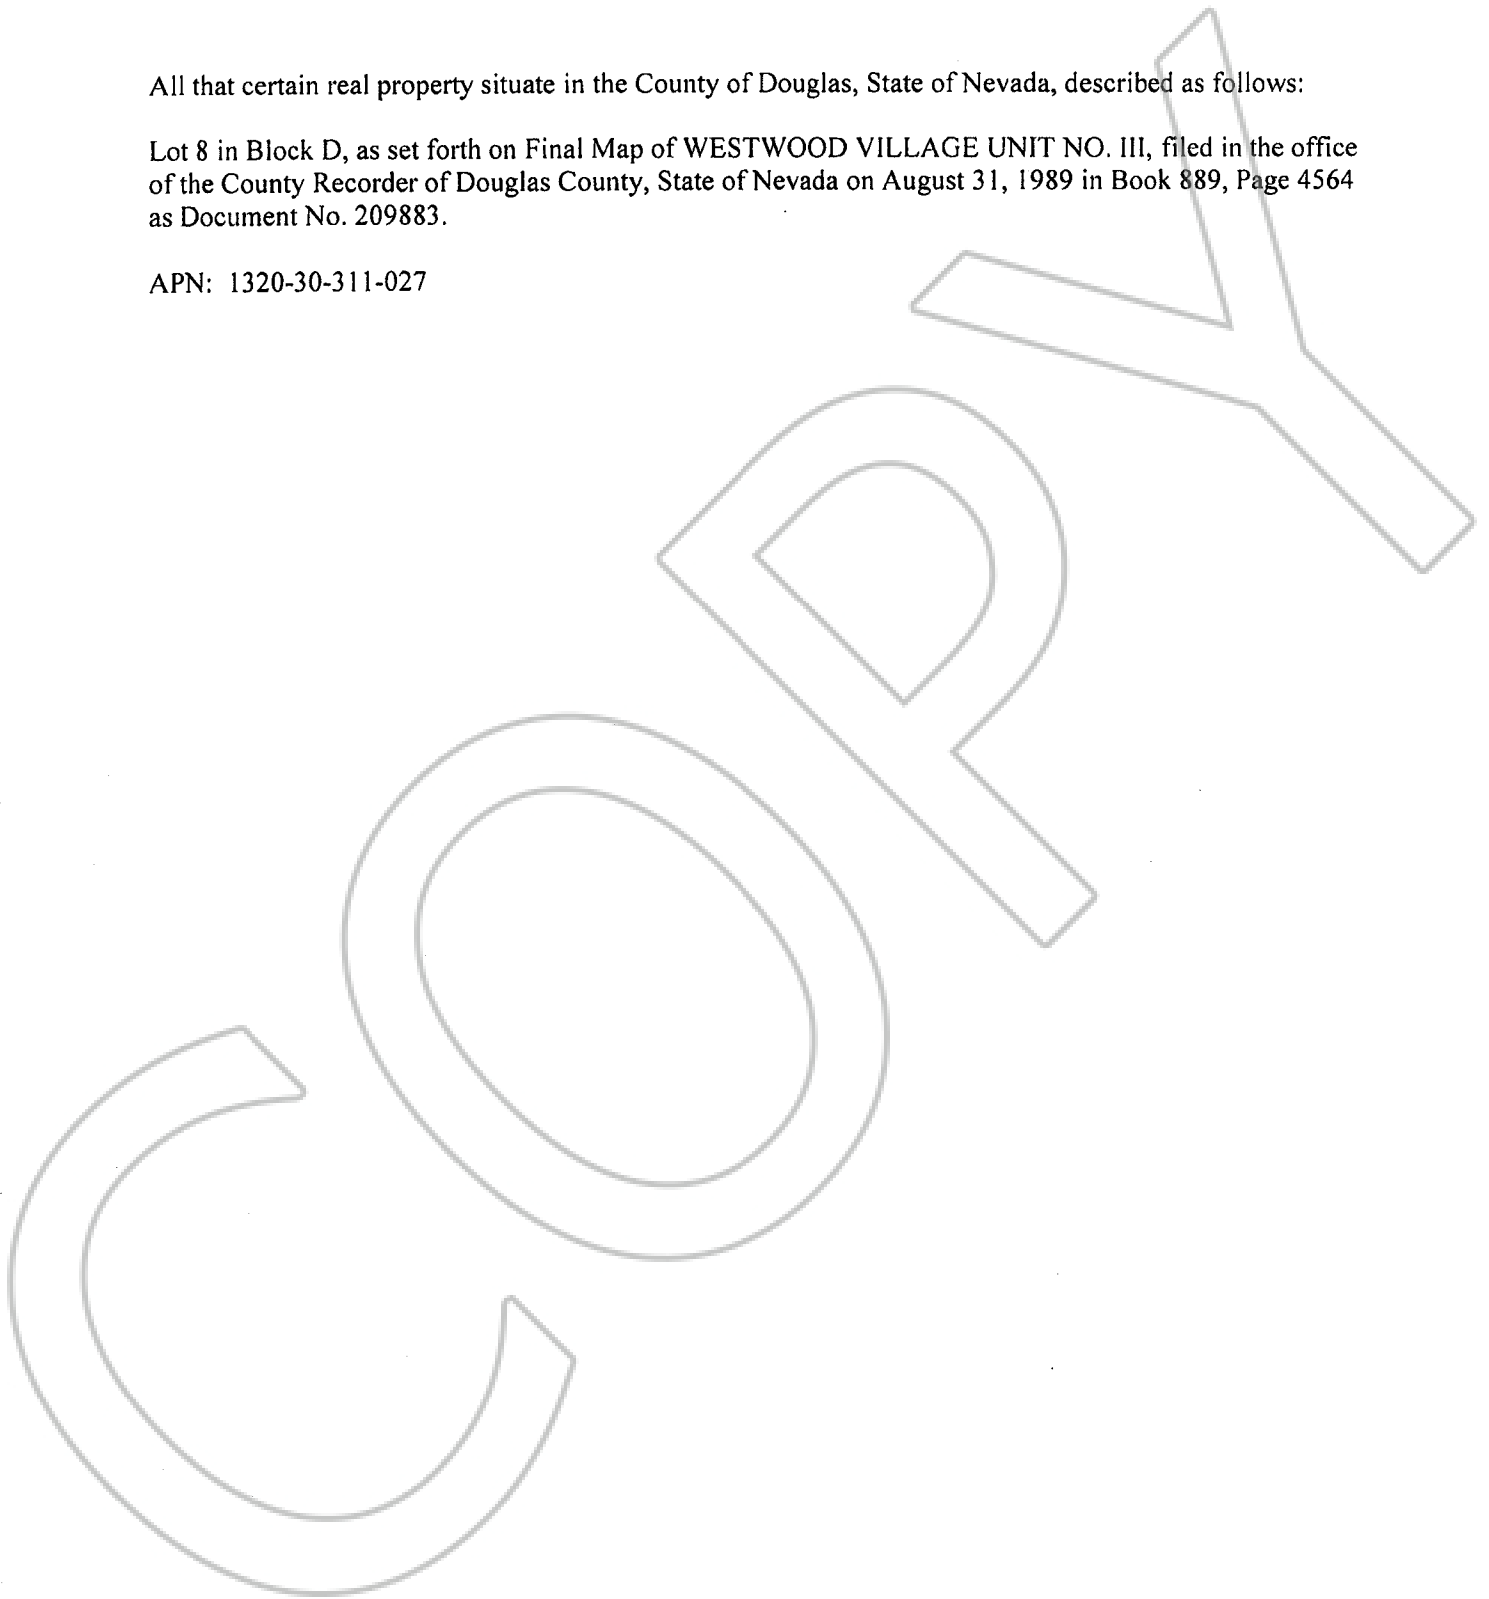 All that certain real property situate in the County of Douglas, State of Nevada, described as follows:
Lot 8 in Block D, as set forth on Final Map of WESTWOOD VILLAGE UNIT NO. III, filed in the office
of the County Recorder of Douglas County, State of Nevada on August 31, 1989 in Book 889, Page 4564
as Document No. 209883.
APN: 1320-30-311-027
COPY